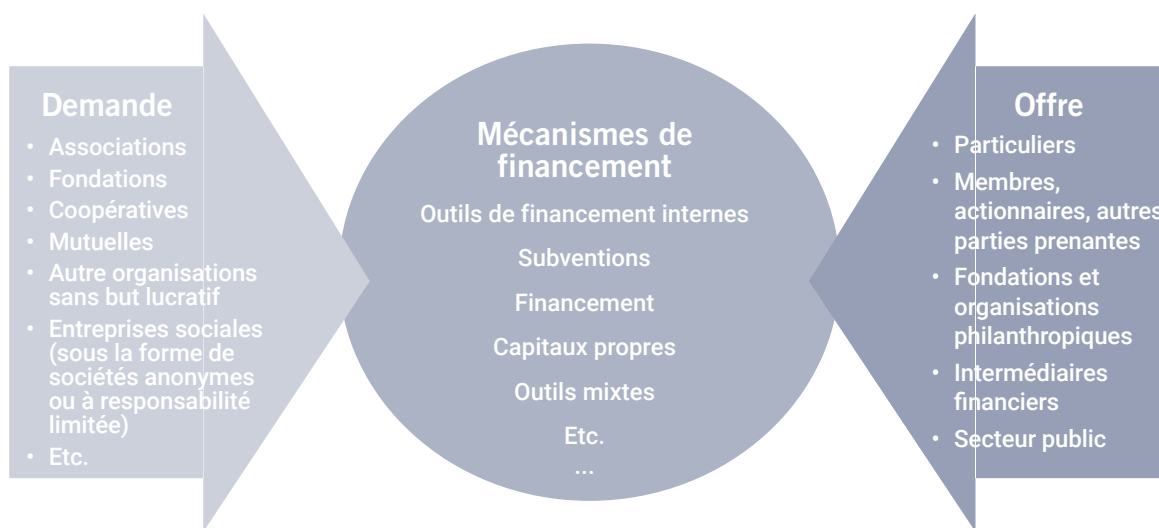 Demande
• Associations
• Fondations
• Coopératives
• Mutuelles
• Autre organisations
sans but lucratif
• Entreprises sociales
(sous la forme de
sociétés anonymes
ou à responsabilité
limitée)
• Etc.
Mécanismes de
financement
Outils de financement internes
Subventions
Financement
Capitaux propres
Outils mixtes
Etc.
...
Offre
• Particuliers
• Membres,
actionnaires, autres
parties prenantes
• Fondations et
organisations
philanthropiques
• Intermédiaires
financiers
• Secteur public